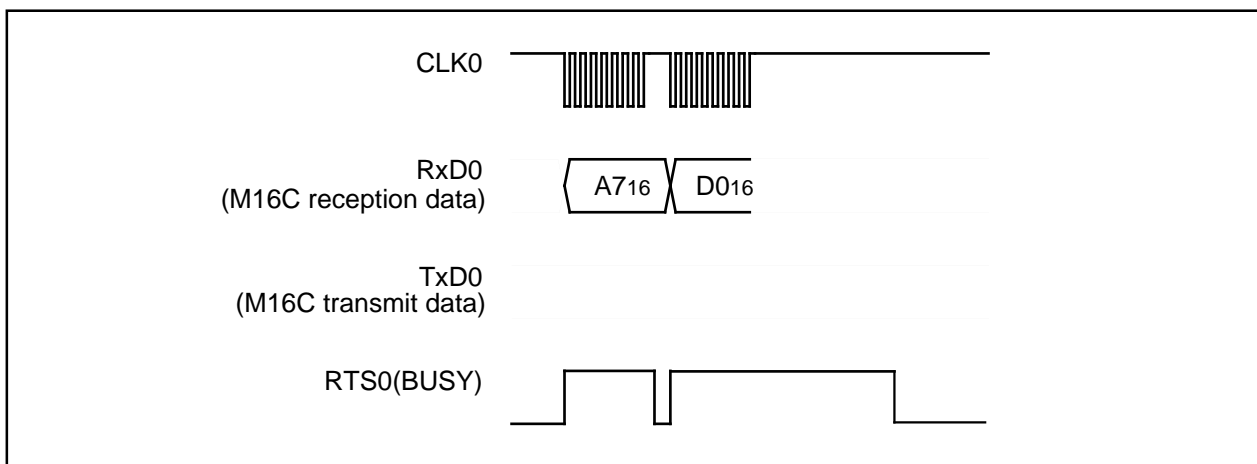 CLK0
RxD0
(M16C reception data)
A716
D016
TxD0
(M16C transmit data)
RTS0(BUSY)